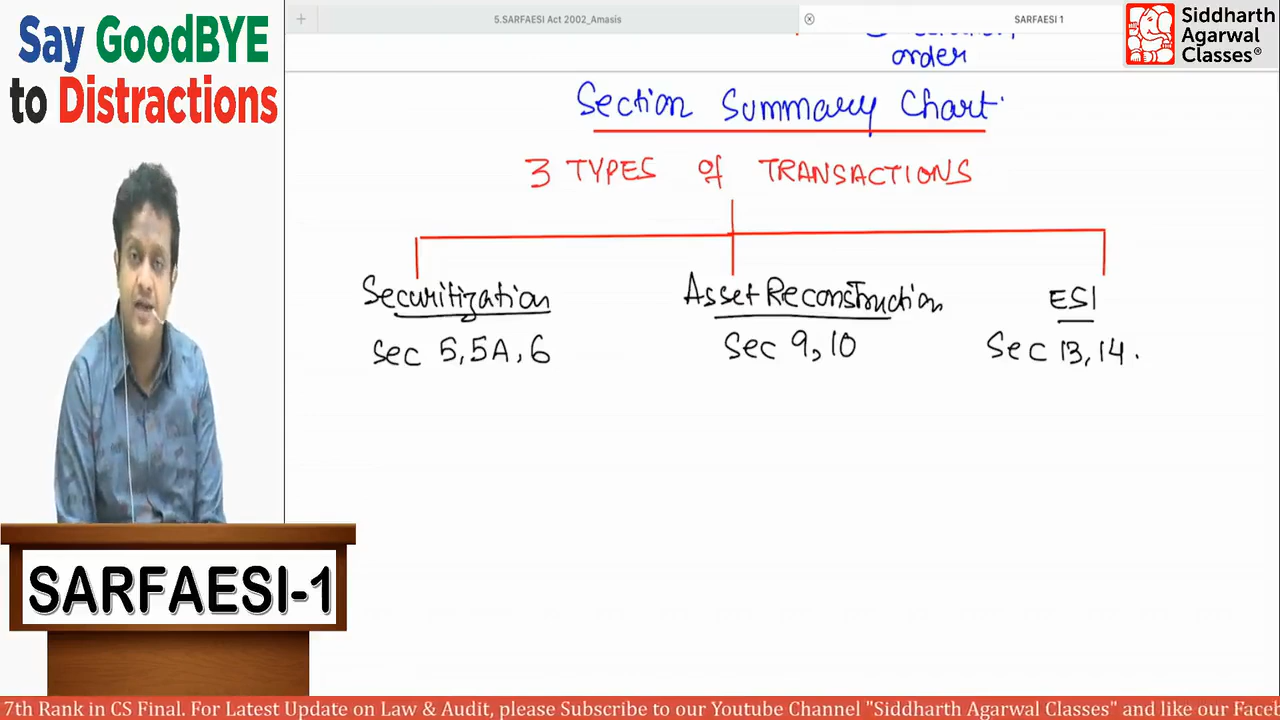 Say GoodBYE
to Distractions
5.SARFAESI Act 2002_Amasis
SARFAESI 1
Siddharth
Agarwal
Classes®
order
Section Summary Chart
3 TYPES of TRANSACTIONS
Securitization
Sec 5, 5A, 6
Asset Reconstruction
Sec 9, 10
ESI
Sec 13, 14.
SARFAESI-1
7th Rank in CS Final. For Latest Update on Law & Audit, please Subscribe to our Youtube Channel "Siddharth Agarwal Classes" and like our Faceb